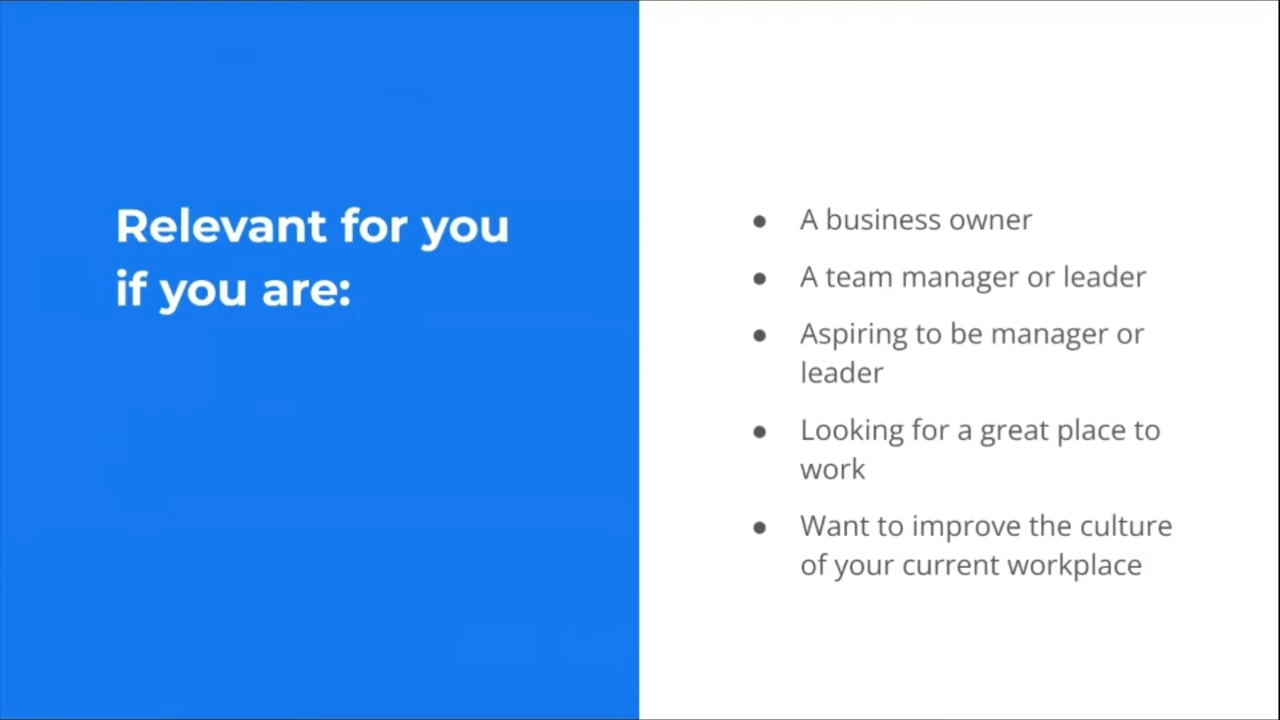 Relevant for you
if you are:
● A business owner
● A team manager or leader
● Aspiring to be manager or
leader
● Looking for a great place to
work
● Want to improve the culture
of your current workplace